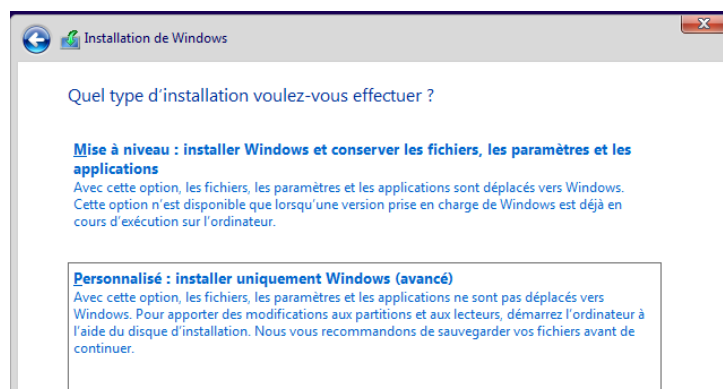 Installation de Windows
Quel type d'installation voulez-vous effectuer ?
Mise à niveau : installer Windows et conserver les fichiers, les paramètres et les
applications
Avec cette option, les fichiers, les paramètres et les applications sont déplacés vers Windows.
Cette option n'est disponible que lorsqu'une version prise en charge de Windows est déjà en
cours d'exécution sur l'ordinateur.
Personnalisé : installer uniquement Windows (avancé)
Avec cette option, les fichiers, les paramètres et les applications ne sont pas déplacés vers
Windows. Pour apporter des modifications aux partitions et aux lecteurs, démarrez l'ordinateur à
l'aide du disque d'installation. Nous vous recommandons de sauvegarder vos fichiers avant de
continuer.